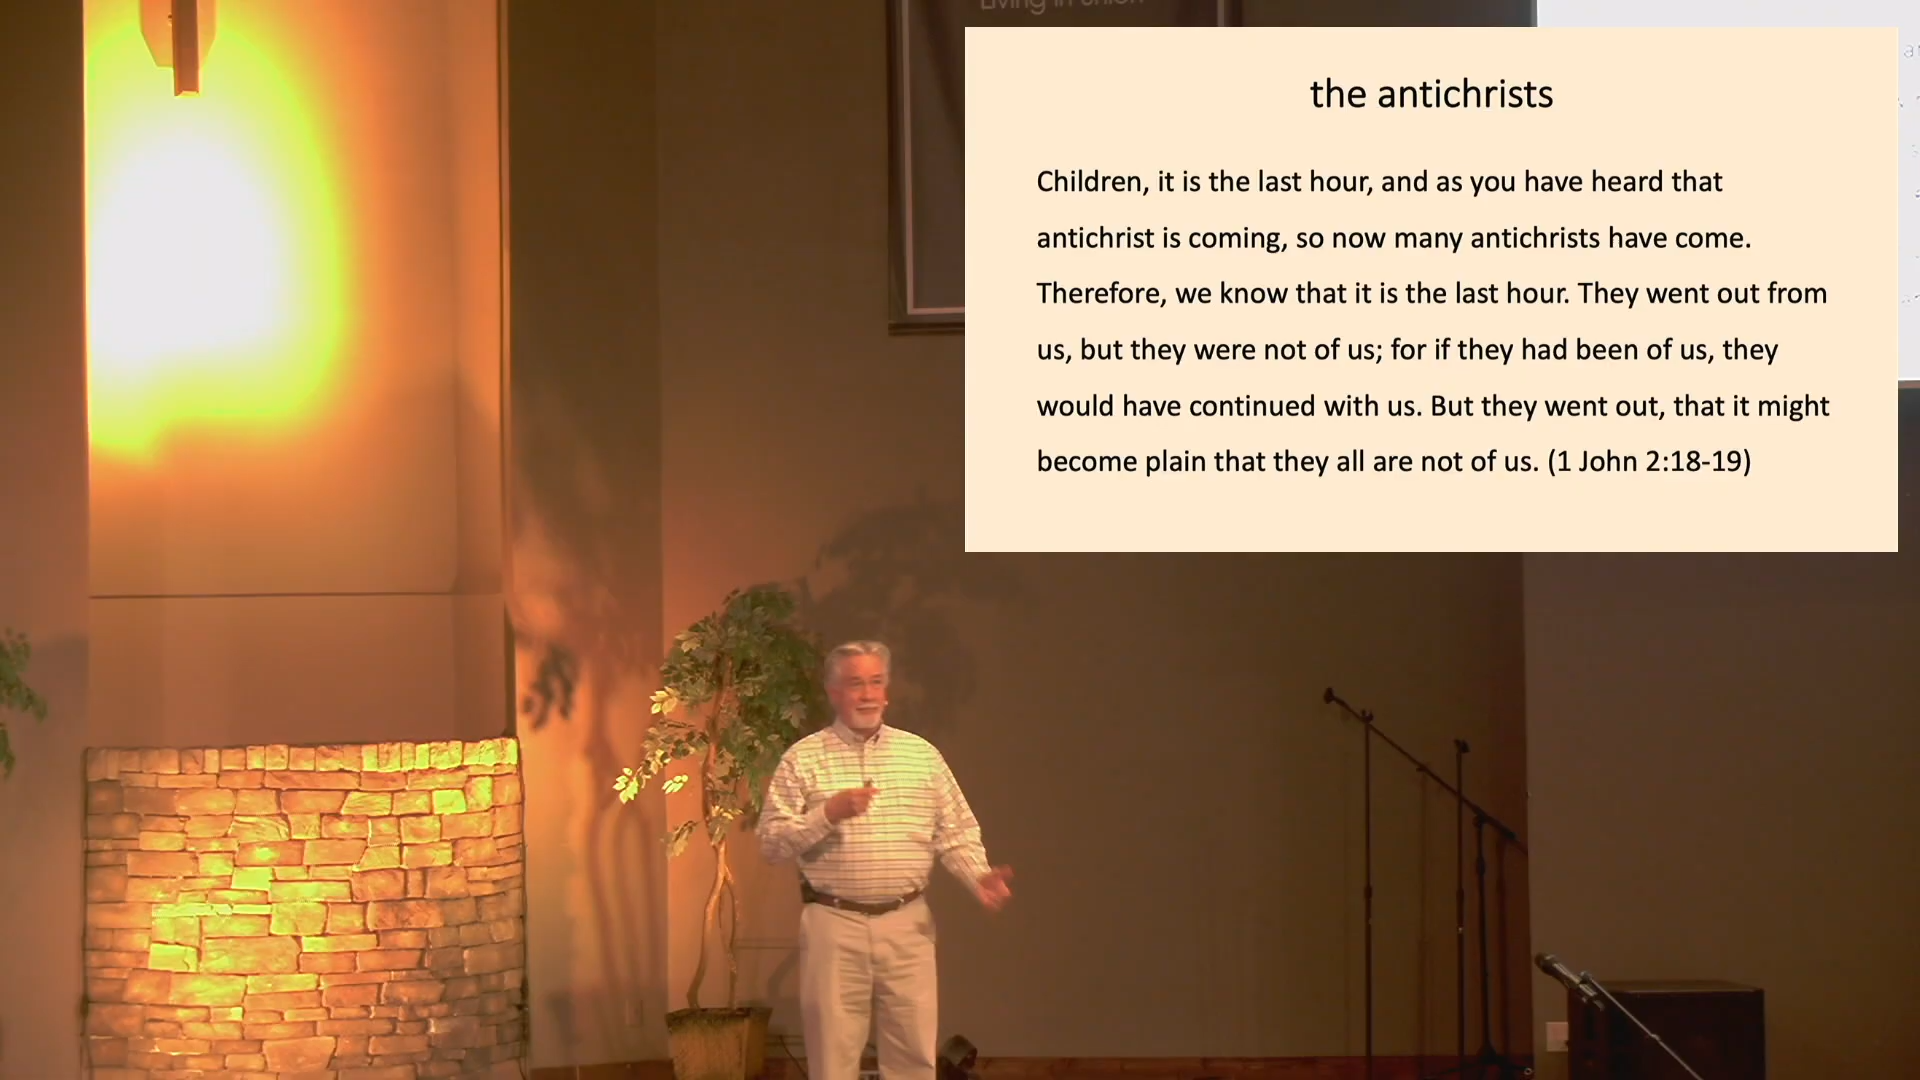 Living in Union
the antichrists
Children, it is the last hour, and as you have heard that
antichrist is coming, so now many antichrists have come.
Therefore, we know that it is the last hour. They went out from
us, but they were not of us; for if they had been of us, they
would have continued with us. But they went out, that it might
become plain that they all are not of us. (1 John 2:18-19)